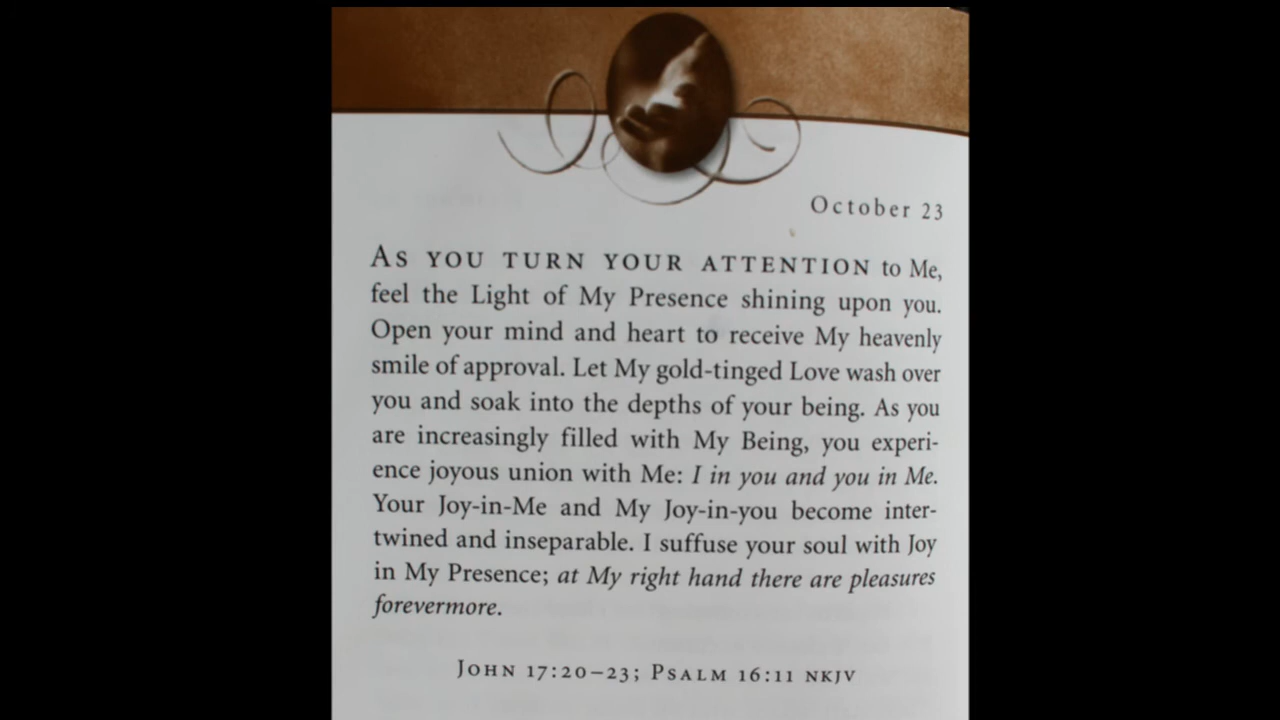 October 23
As you turn your attention to Me,
feel the Light of My Presence shining upon you.
Open your mind and heart to receive My heavenly
smile of approval. Let My gold-tinged Love wash over
you and soak into the depths of your being. As you
are increasingly filled with My Being, you experi-
ence joyous union with Me: I in you and you in Me.
Your Joy-in-Me and My Joy-in-you become inter-
twined and inseparable. I suffuse your soul with Joy
in My Presence; at My right hand there are pleasures
forevermore.
John 17:20–23; Psalm 16:11 NKJV